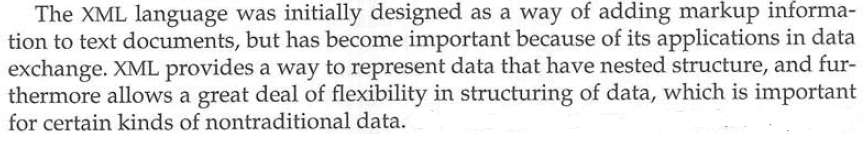 The XML language was initially designed as a way of adding markup informa-
tion to text documents, but has become important because of its applications in data
exchange. XML provides a way to represent data that have nested structure, and fur-
thermore allows a great deal of flexibility in structuring of data, which is important
for certain kinds of nontraditional data.